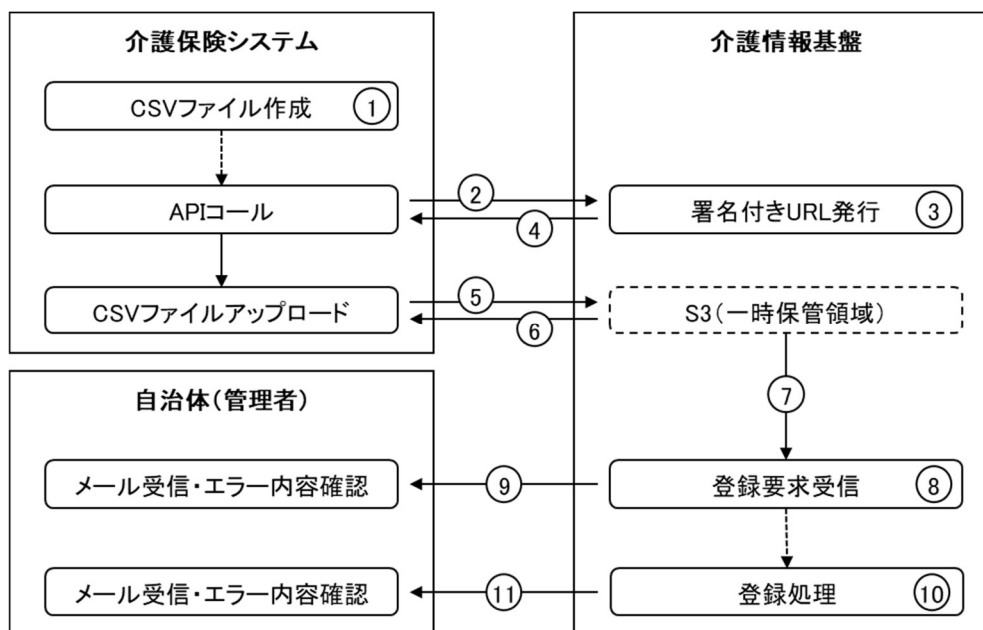 介護保険システム
介護情報基盤
CSVファイル作成
①
APIコール
②
④
署名付きURL発行
③
CSVファイルアップロード
⑤
⑥
S3(一時保管領域)
⑦
自治体(管理者)
メール受信・エラー内容確認
⑨
登録要求受信
⑧
メール受信・エラー内容確認
⑪
登録処理
⑩